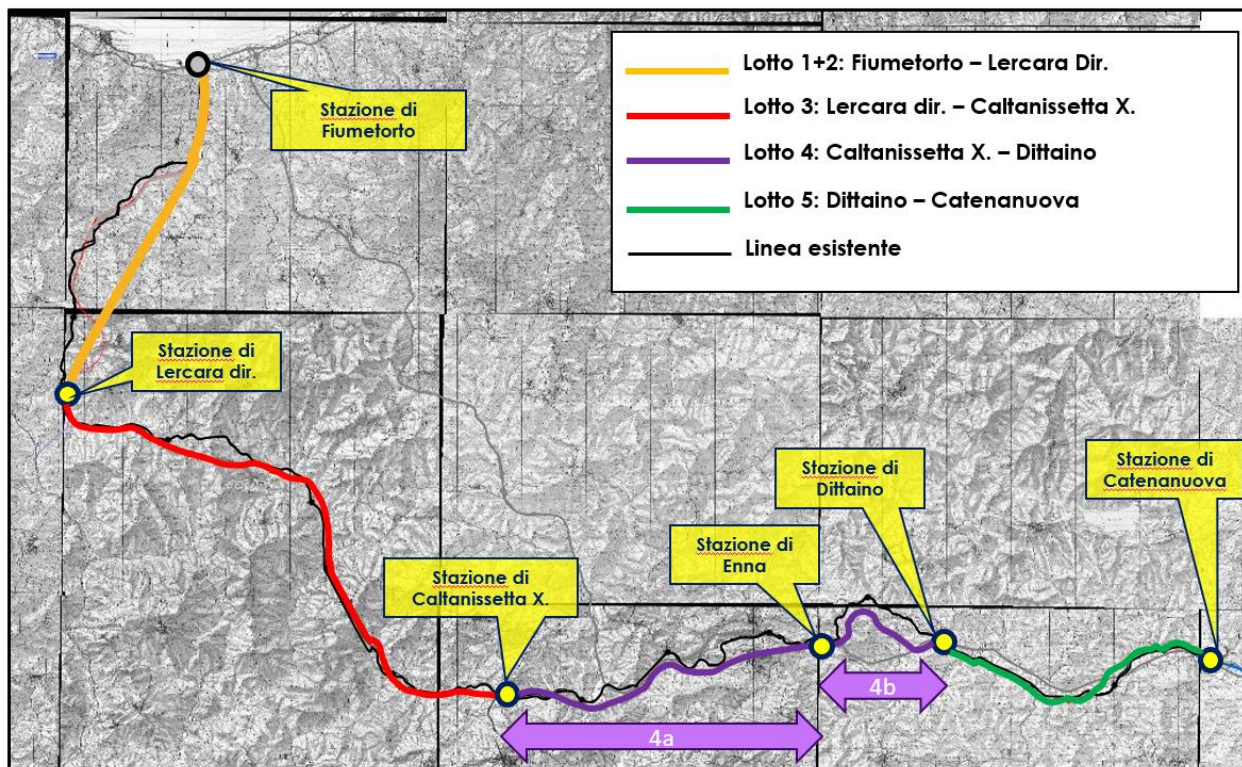 Lotto 1+2: Fiumetorto – Lercara Dir.
Lotto 3: Lercara dir. – Caltanissetta X.
Lotto 4: Caltanissetta X. – Dittaino
Lotto 5: Dittaino – Catenanuova
Linea esistente
Stazione di
Fiumetorto
Stazione di
Lercara dir.
Stazione di
Caltanissetta X.
Stazione di
Enna
Stazione di
Dittaino
Stazione di
Catenanuova
4a
4b